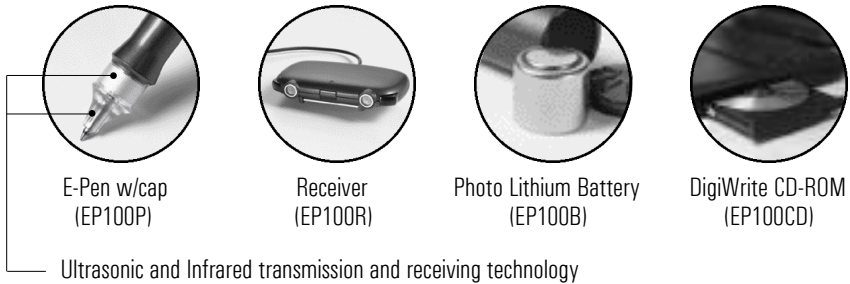 E-Pen w/cap
(EP100P)
Receiver
(EP100R)
Photo Lithium Battery
(EP100B)
DigiWrite CD-ROM
(EP100CD)
Ultrasonic and Infrared transmission and receiving technology